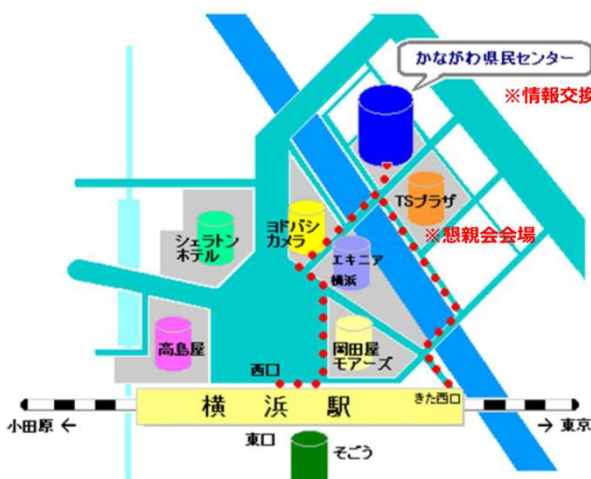 かながわ県民センター
※情報交換
TSプラザ
ヨドバシ
カメラ
※懇親会会場
シェラトン
ホテル
エキニア
横浜
高島屋
岡田屋
モアーズ
西口
横 浜 駅
きた西口
小田原 ←
→ 東京
東口
そごう